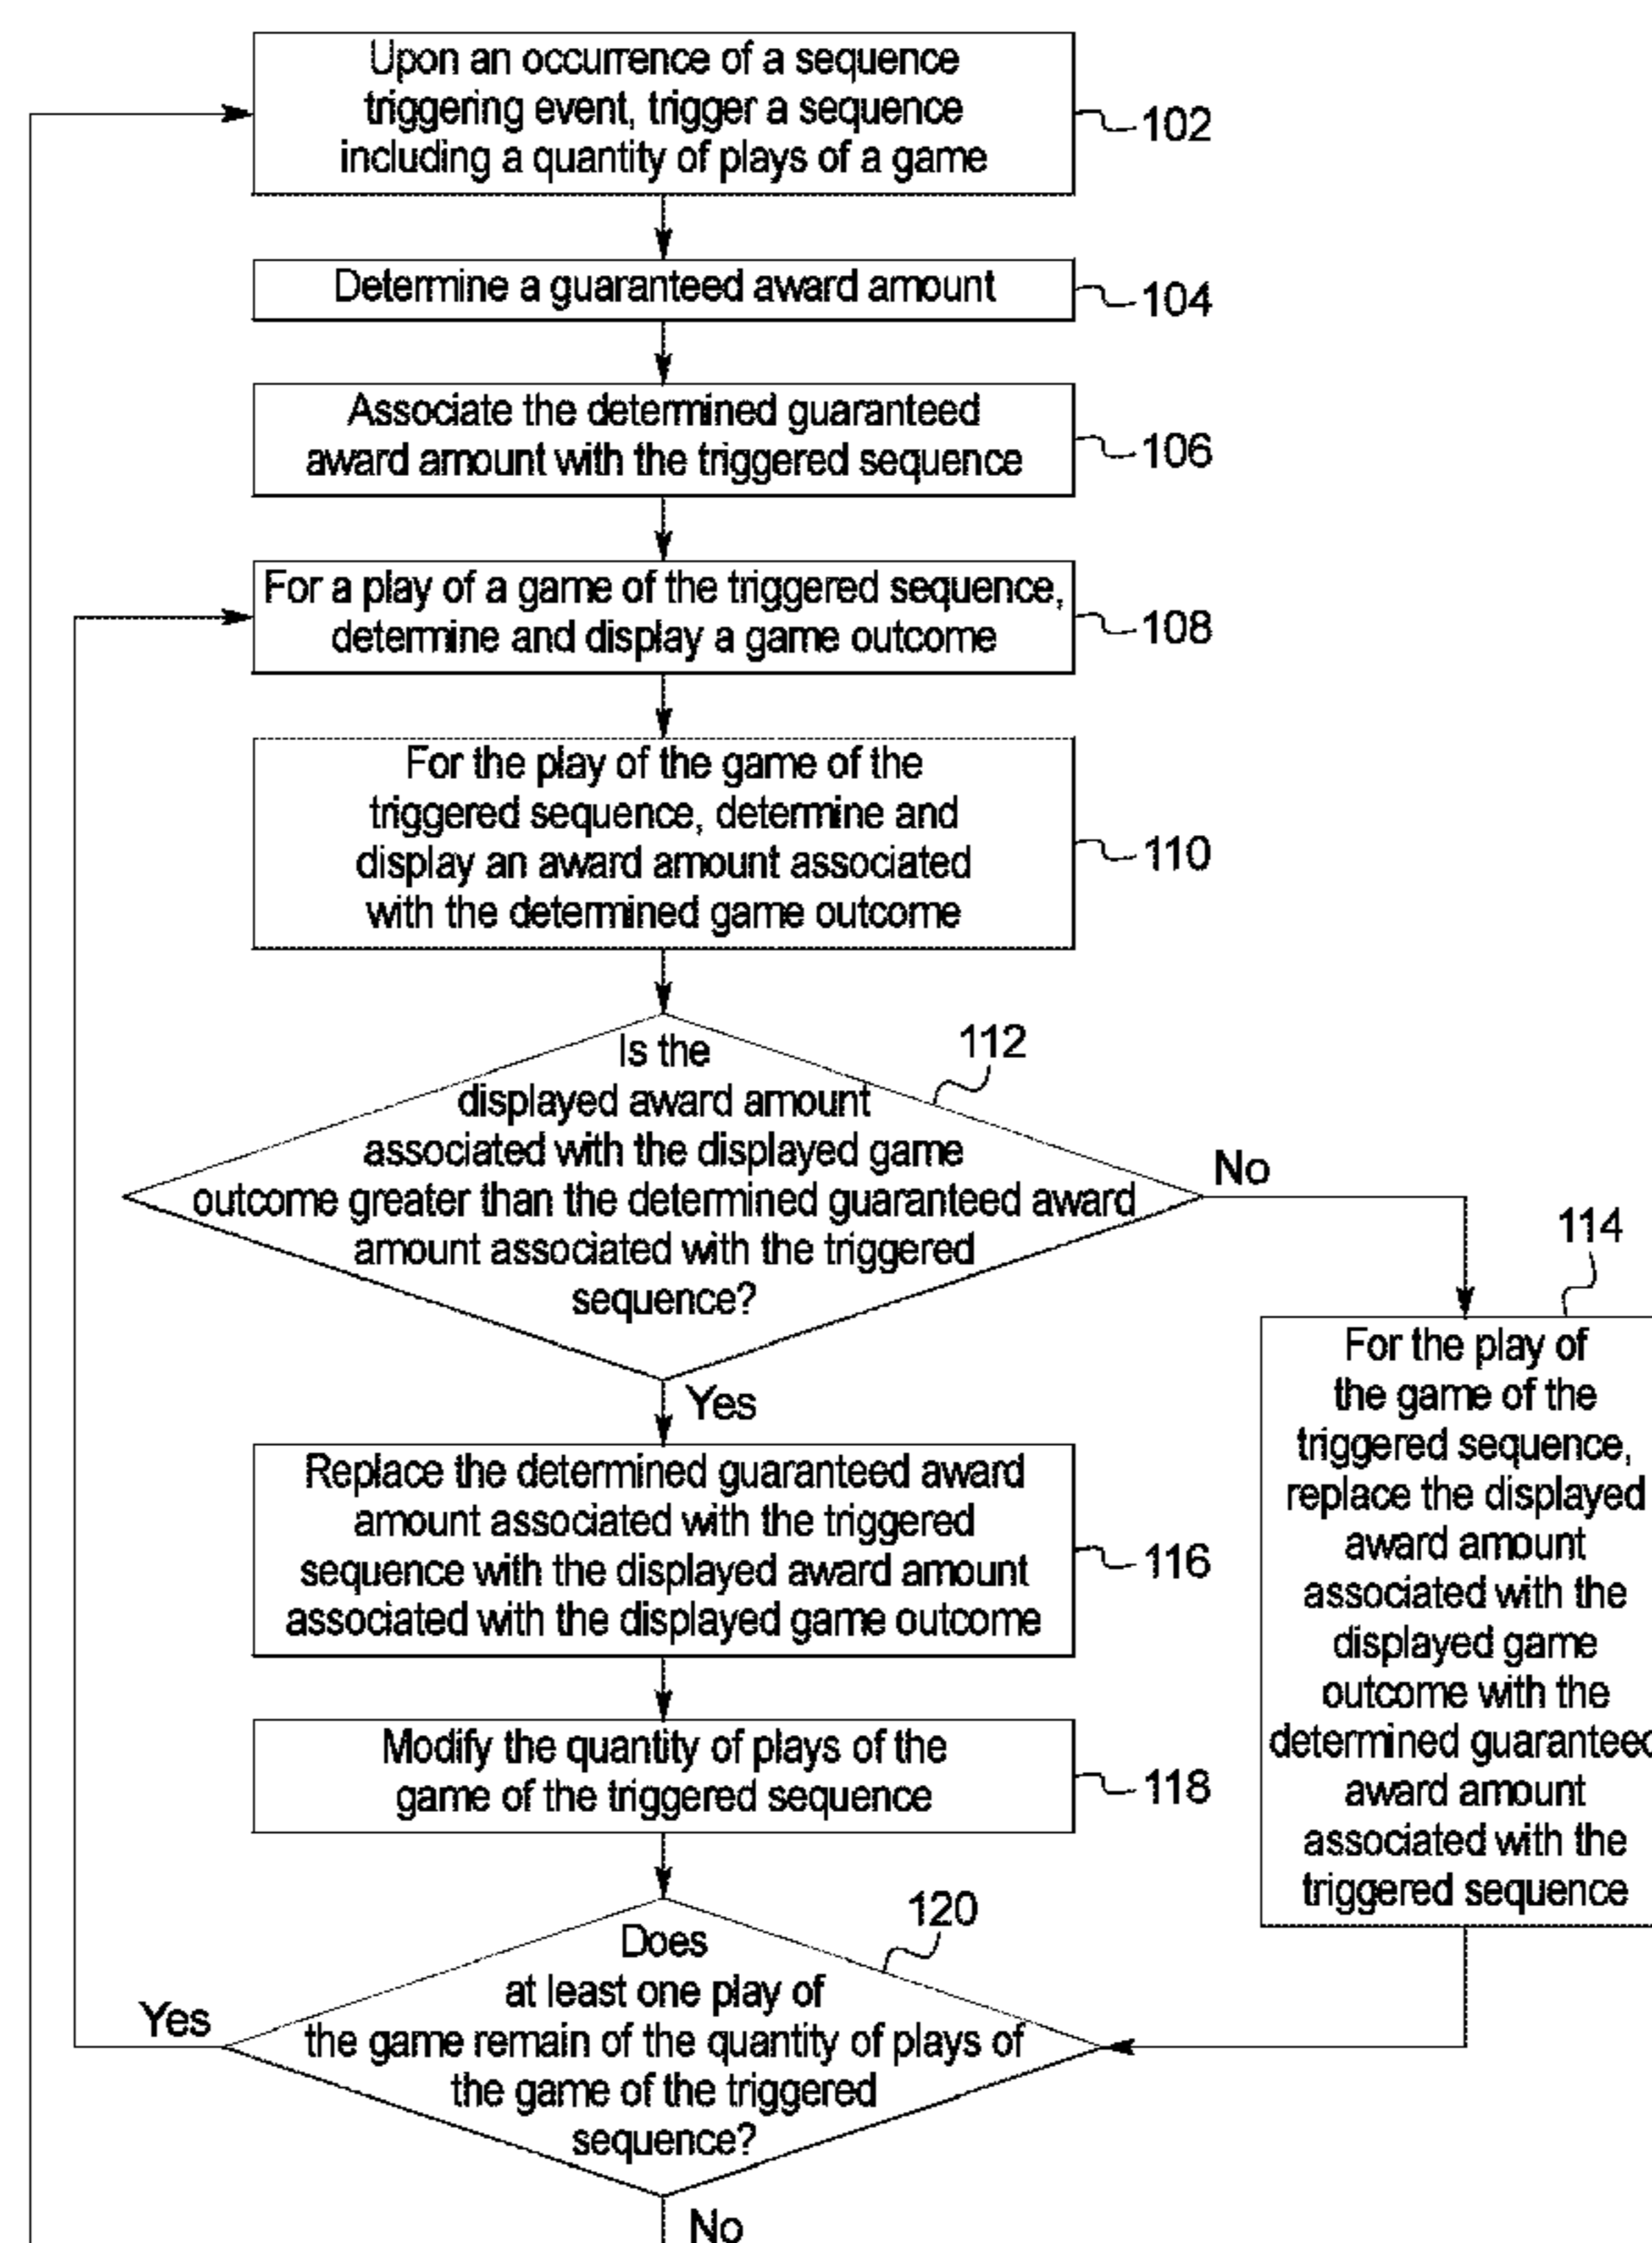 Upon an occurrence of a sequence
triggering event, trigger a sequence
including a quantity of plays of a game
102
Determine a guaranteed award amount
104
Associate the determined guaranteed
award amount with the triggered sequence
106
For a play of a game of the triggered sequence,
determine and display a game outcome
108
For the play of the game of the
triggered sequence, determine and
display an award amount associated
with the determined game outcome
110
Is the
displayed award amount
associated with the displayed game
outcome greater than the determined guaranteed award
amount associated with the triggered
sequence?
112
No
114
For the play of
the game of the
triggered sequence,
replace the displayed
award amount
associated with the
displayed game
outcome with the
determined guaranteed
award amount
associated with the
triggered sequence
Yes
Replace the determined guaranteed award
amount associated with the triggered
sequence with the displayed award amount
associated with the displayed game outcome
116
Modify the quantity of plays of the
game of the triggered sequence
118
Does
at least one play of
the game remain of the quantity of plays of
the game of the triggered
sequence?
120
Yes
No